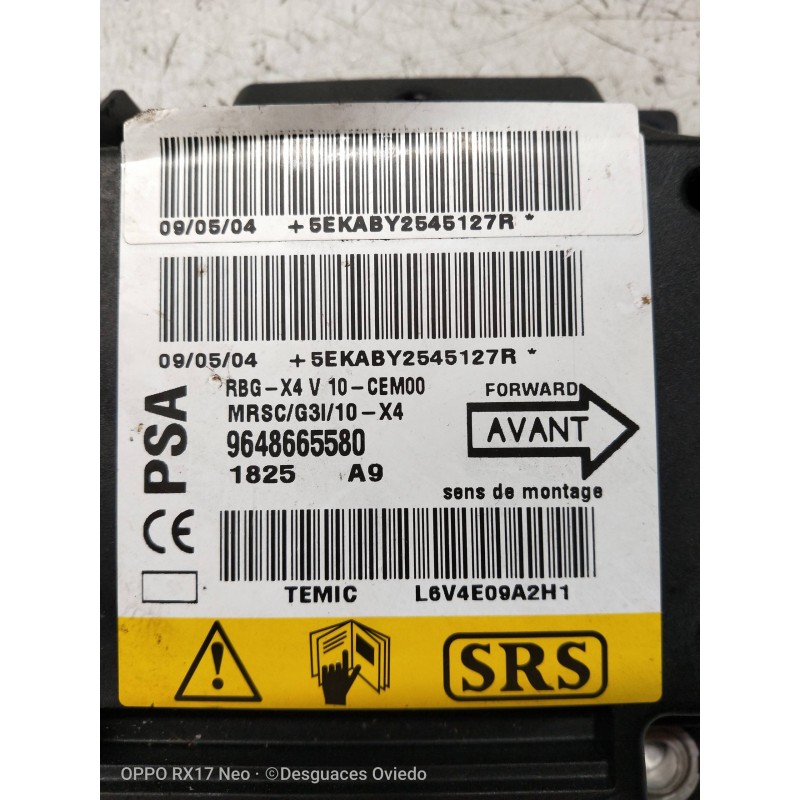 09/05/04 +5EKABY2545127R *
09/05/04 +5EKABY2545127R *
PSA
RBG-X4 V 10-CEM00
MRSC/G3I/10-X4
9648665580
1825 A9
FORWARD
AVANT
sens de montage
CE
TEMIC L6V4E09A2H1
SRS
OPPO RX17 Neo · ©Desguaces Oviedo